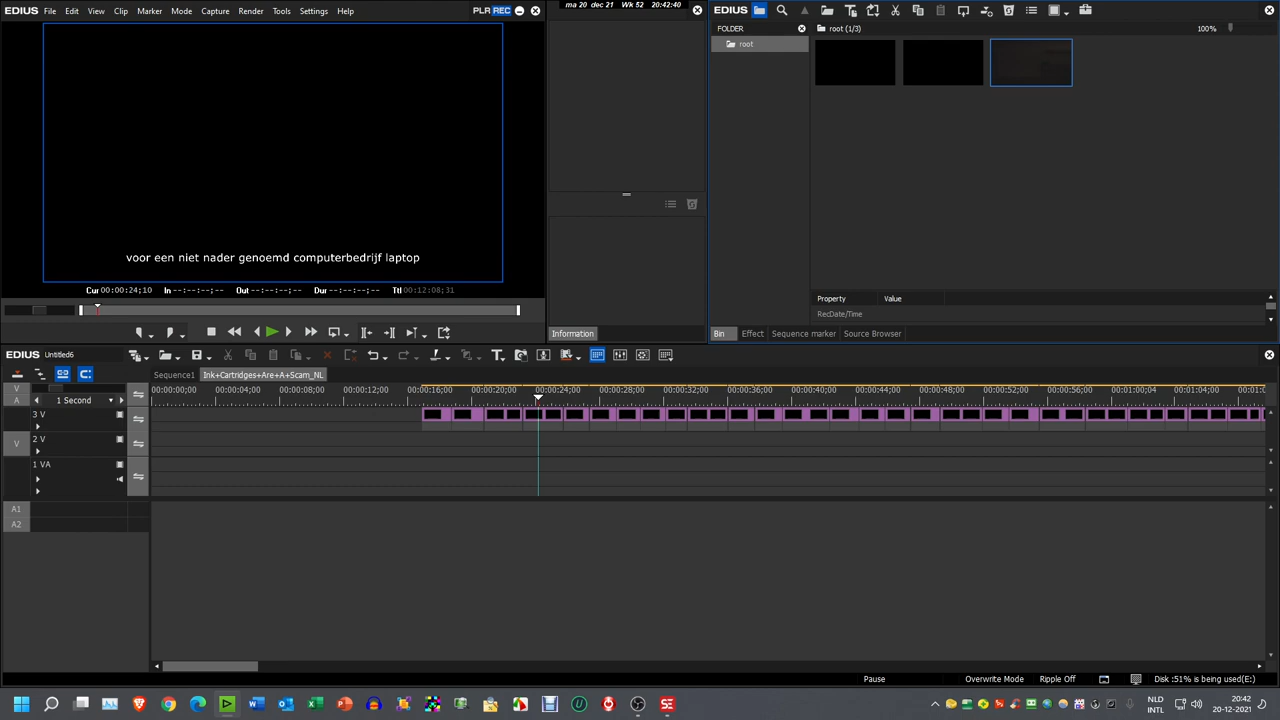 EDIUS File Edit View Clip Marker Mode Capture Render Tools Settings Help PLR REC
ma 20 dec 21 Wk 52 20:42:40
EDIUS
FOLDER
root (1/3)
100%
root
voor een niet nader genoemd computerbedrijf laptop
Cur 00:00:24;10 In --:--:--;-- Out --:--:--;-- Dur --:--:--;-- Ttl 00:12:08;31
Property Value
RecDate/Time
Information
Bin Effect Sequence marker Source Browser
EDIUS Untitled6
Sequence1 Ink+Cartridges+Are+A+Scam_NL
V
A
1 Second
00:00:00;00 00:00:04;00 00:00:08;00 00:00:12;00 00:00:16;00 00:00:20;00 00:00:24;00 00:00:28;00 00:00:32;00 00:00:36;00 00:00:40;00 00:00:44;00 00:00:48;00 00:00:52;00 00:00:56;00 00:01:00;04 00:01:04;00
3 V
V
2 V
1 VA
A1
A2
Pause Overwrite Mode Ripple Off Disk :51% is being used(E:)
NLD
INTL
20:42
20-12-2021